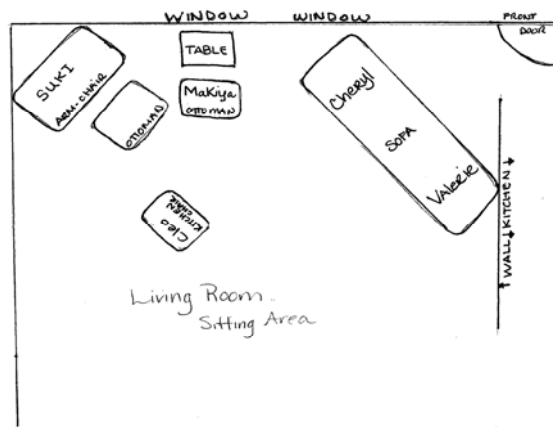 WINDOW
WINDOW
FRONT
DOOR
TABLE
SUKI
ARM-CHAIR
OTTOMAN
Makiya
OTTOMAN
Cheryl
SOFA
Valerie
WALL KITCHEN
Cleo
KITCHEN
CHAIR
Living Room
Sitting Area